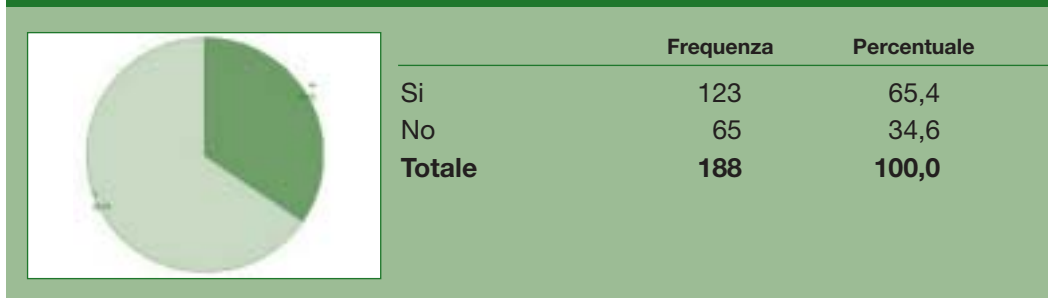 Frequenza Percentuale
Si 123 65,4
No 65 34,6
Totale 188 100,0